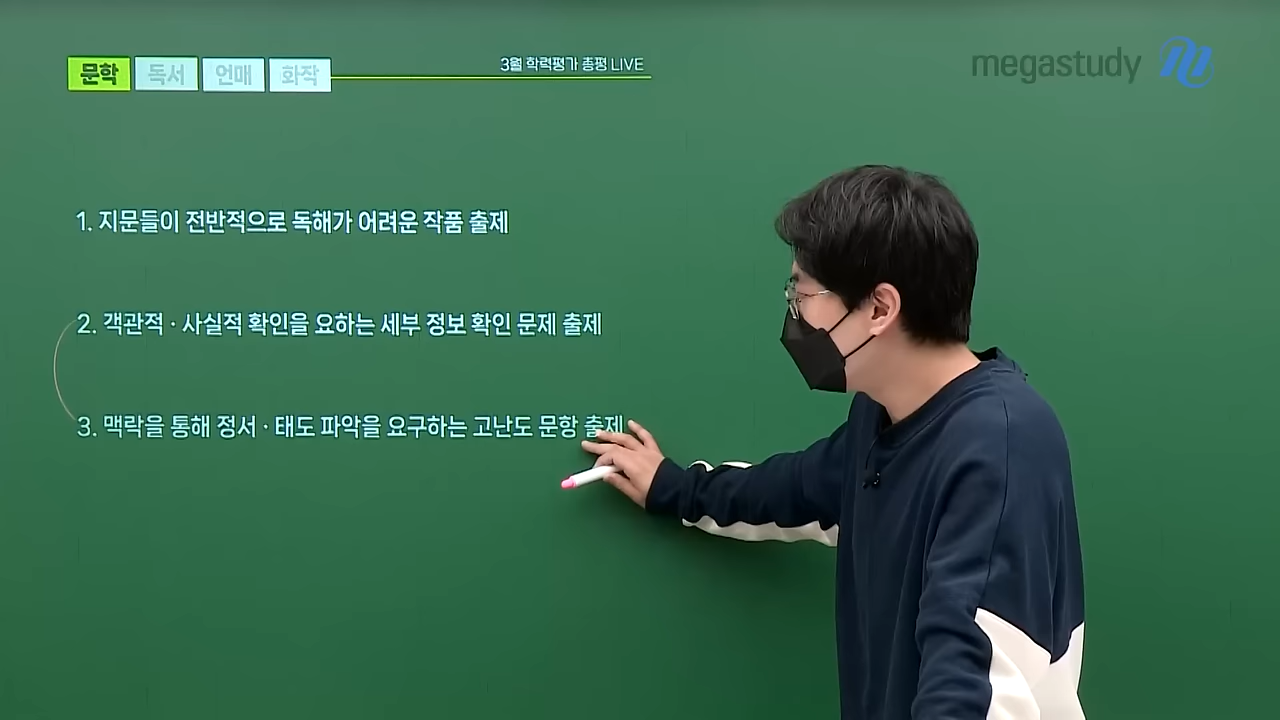 문학 독서 언매 화작
3월 학력평가 총평 LIVE
megastudy
1. 지문들이 전반적으로 독해가 어려운 작품 출제
2. 객관적 · 사실적 확인을 요하는 세부 정보 확인 문제 출제
3. 맥락을 통해 정서 · 태도 파악을 요구하는 고난도 문항 출제